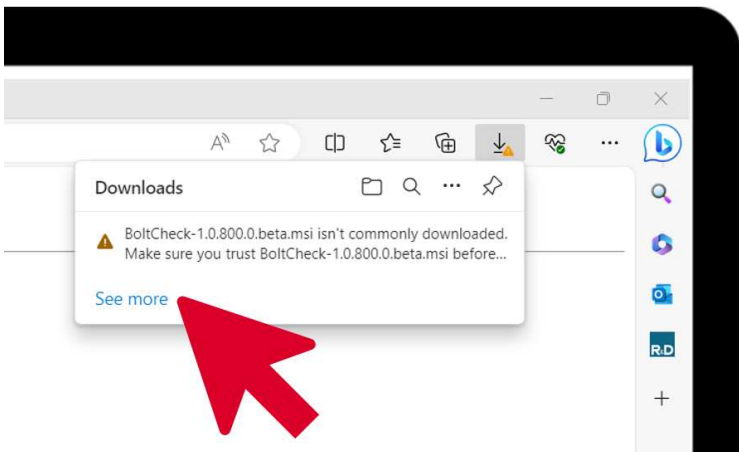 A
Downloads
BoltCheck-1.0.800.0.beta.msi isn't commonly downloaded.
Make sure you trust BoltCheck-1.0.800.0.beta.msi before...
See more
R&D